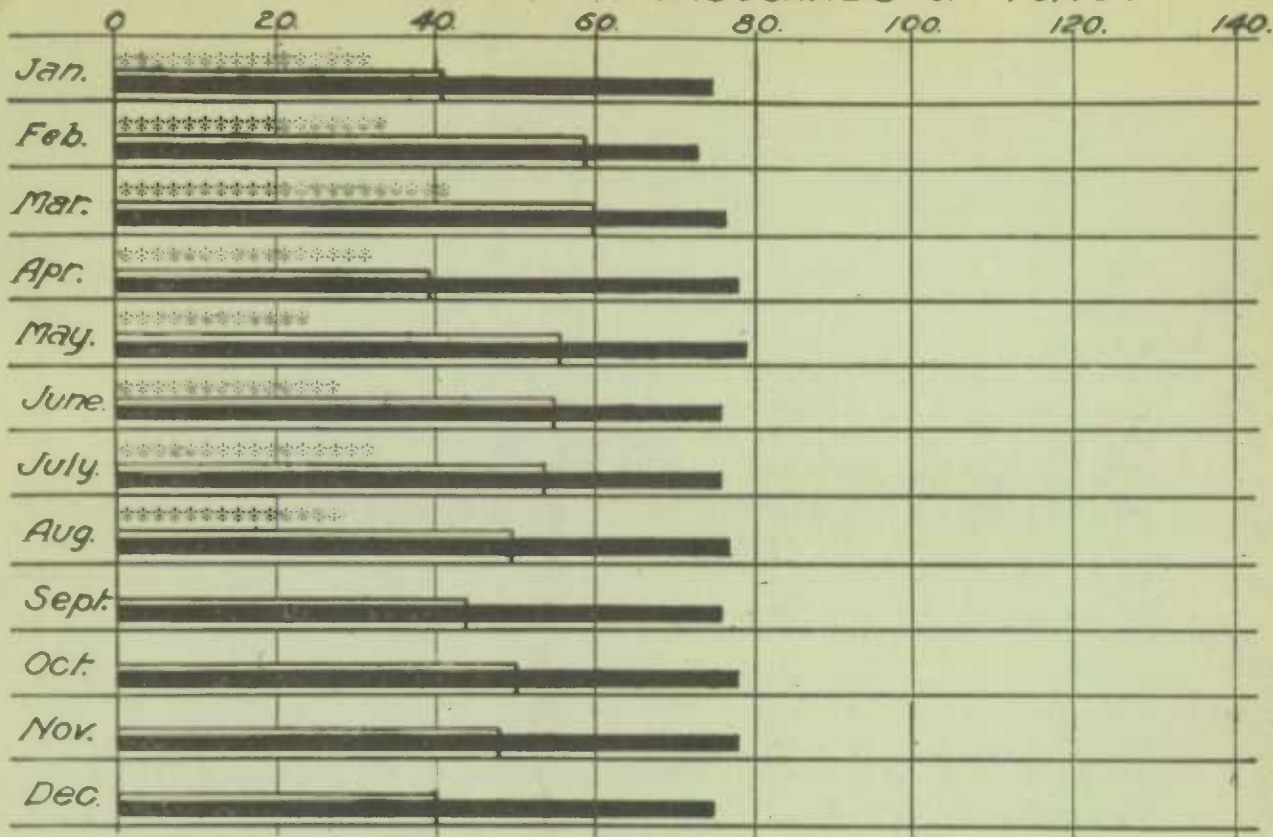 0 20. 40. 60. 80. 100. 120. 140.
Jan.
Feb.
Mar.
Apr.
May.
June.
July.
Aug.
Sept.
Oct.
Nov.
Dec.